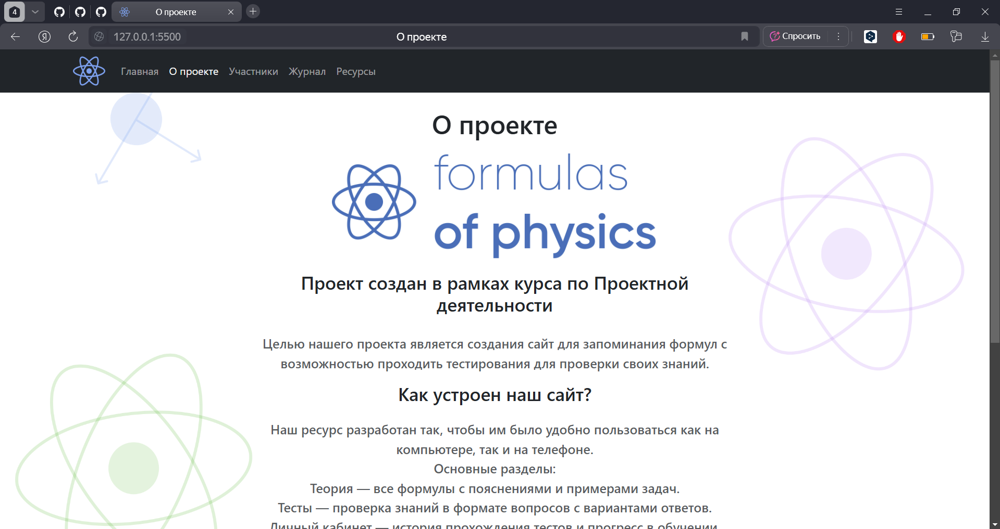 4
О проекте
127.0.0.1:5500
О проекте
Спросить
Главная О проекте Участники Журнал Ресурсы
О проекте
formulas
of physics
Проект создан в рамках курса по Проектной
деятельности
Целью нашего проекта является создания сайт для запоминания формул с
возможностью проходить тестирования для проверки своих знаний.
Как устроен наш сайт?
Наш ресурс разработан так, чтобы им было удобно пользоваться как на
компьютере, так и на телефоне.
Основные разделы:
Теория — все формулы с пояснениями и примерами задач.
Тесты — проверка знаний в формате вопросов с вариантами ответов.
Личный кабинет — история прохождения тестов и прогресс в обучении